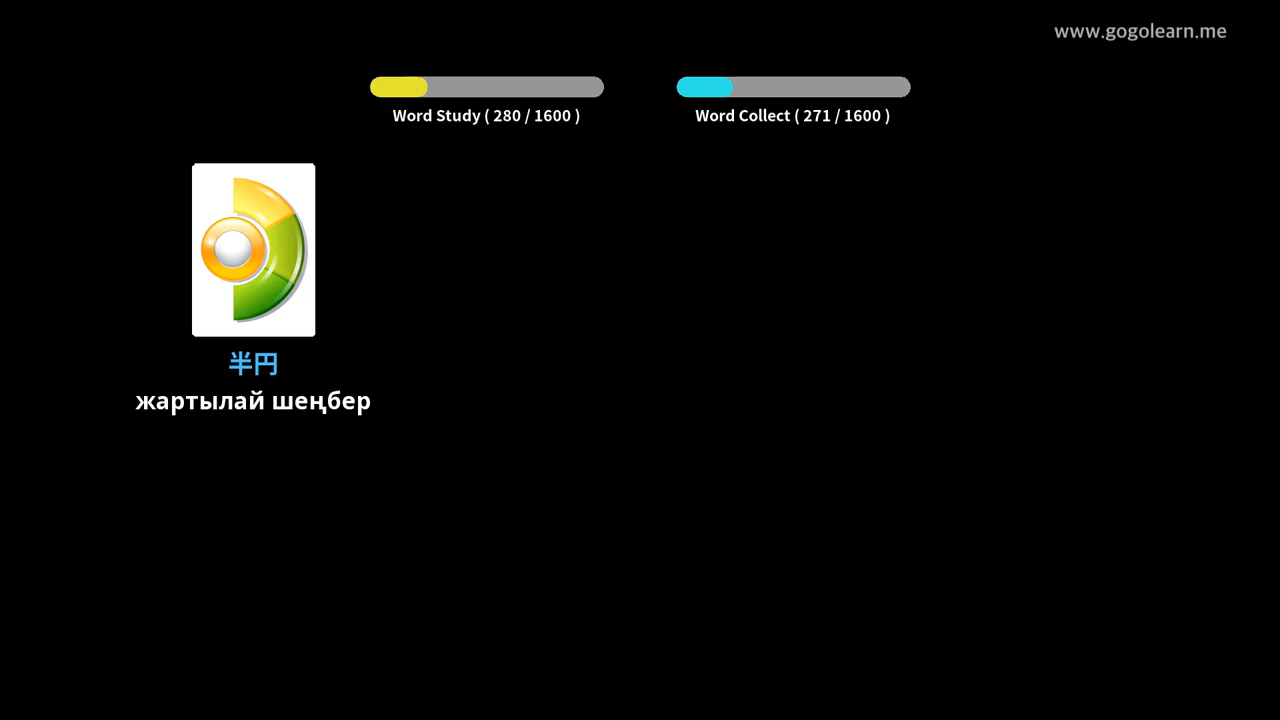 www.gogolearn.me
Word Study ( 280 / 1600 )
Word Collect ( 271 / 1600 )
半円
жартылай шеңбер